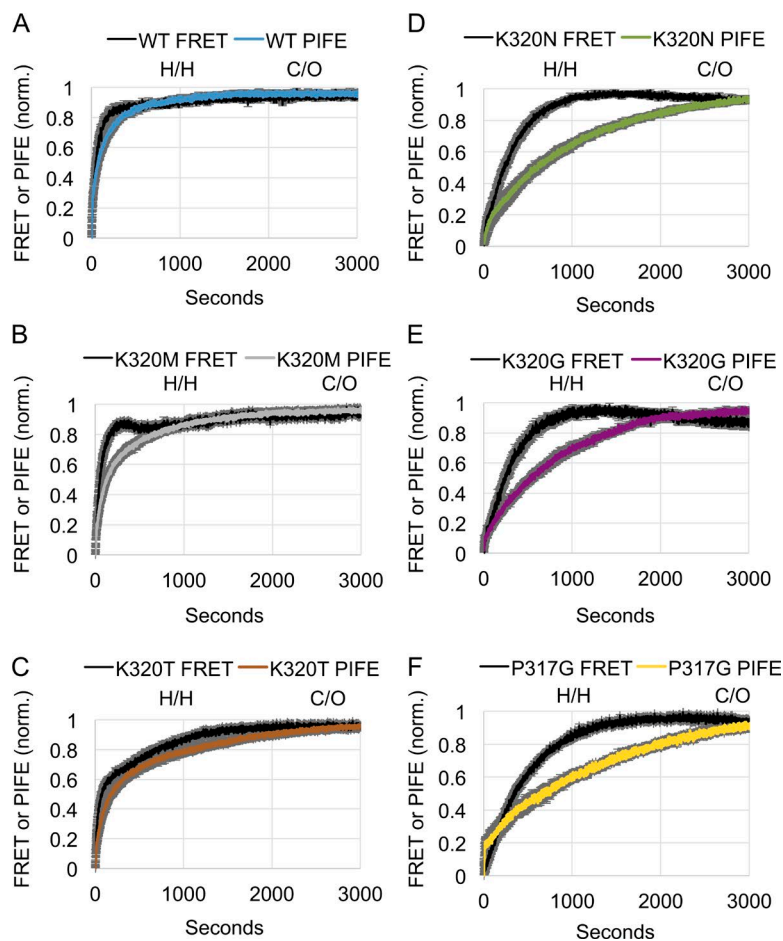 A
WT FRET WT PIFE
H/H C/O
FRET or PIFE (norm.)
1
0.8
0.6
0.4
0.2
0
0 1000 2000 3000
Seconds
B
K320M FRET K320M PIFE
H/H C/O
FRET or PIFE (norm.)
1
0.8
0.6
0.4
0.2
0
0 1000 2000 3000
Seconds
C
K320T FRET K320T PIFE
H/H C/O
FRET or PIFE (norm.)
1
0.8
0.6
0.4
0.2
0
0 1000 2000 3000
Seconds
D
K320N FRET K320N PIFE
H/H C/O
FRET or PIFE (norm.)
1
0.8
0.6
0.4
0.2
0
0 1000 2000 3000
Seconds
E
K320G FRET K320G PIFE
H/H C/O
FRET or PIFE (norm.)
1
0.8
0.6
0.4
0.2
0
0 1000 2000 3000
Seconds
F
P317G FRET P317G PIFE
H/H C/O
FRET or PIFE (norm.)
1
0.8
0.6
0.4
0.2
0
0 1000 2000 3000
Seconds